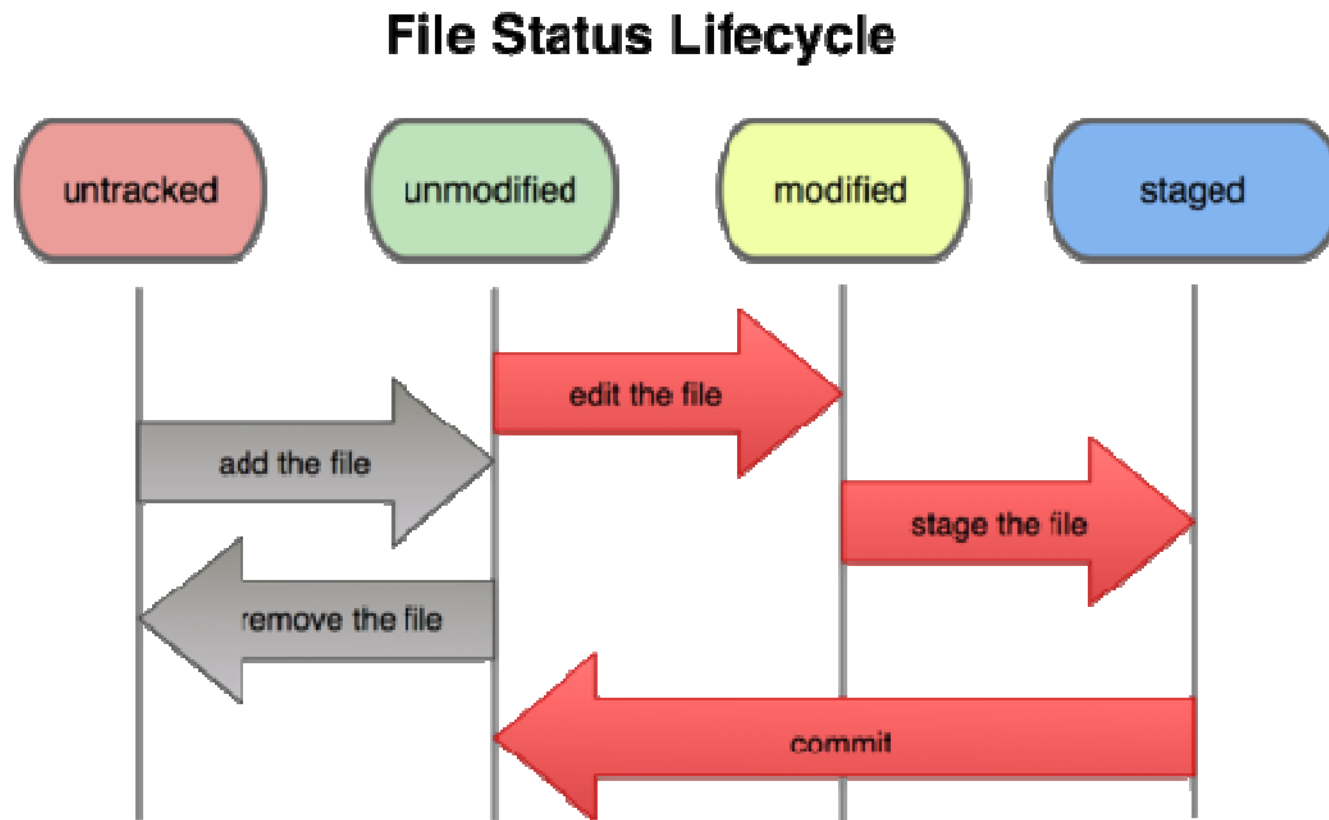 File Status Lifecycle
untracked
unmodified
modified
staged
edit the file
add the file
stage the file
remove the file
commit